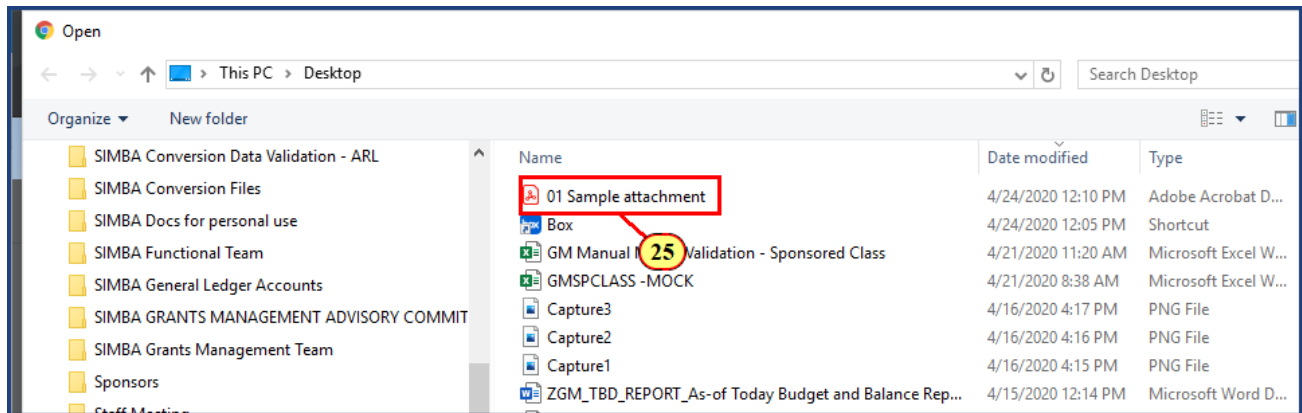 Open
This PC > Desktop
Search Desktop
Organize
New folder
SIMBA Conversion Data Validation - ARL
SIMBA Conversion Files
SIMBA Docs for personal use
SIMBA Functional Team
SIMBA General Ledger Accounts
SIMBA GRANTS MANAGEMENT ADVISORY COMMIT
SIMBA Grants Management Team
Sponsors
Staff Meeting
Name Date modified Type
01 Sample attachment 4/24/2020 12:10 PM Adobe Acrobat D...
Box 4/24/2020 12:05 PM Shortcut
25
GM Manual Validation - Sponsored Class 4/21/2020 11:20 AM Microsoft Excel W...
GMSPCLASS -MOCK 4/21/2020 8:38 AM Microsoft Excel W...
Capture3 4/16/2020 4:17 PM PNG File
Capture2 4/16/2020 4:16 PM PNG File
Capture1 4/16/2020 4:15 PM PNG File
ZGM_TBD_REPORT_As-of Today Budget and Balance Rep... 4/15/2020 12:14 PM Microsoft Word D...